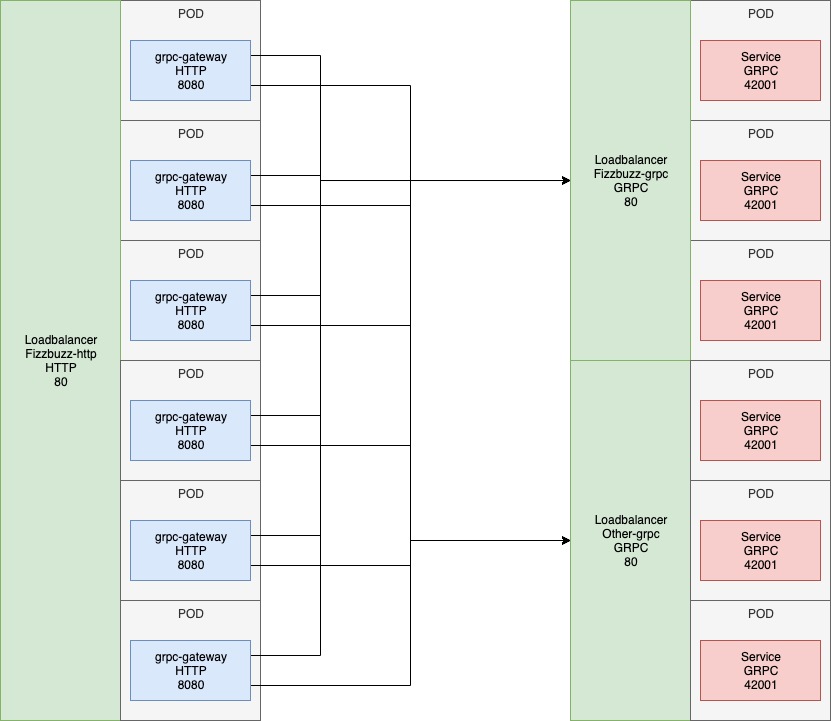 Loadbalancer
Fizzbuzz-http
HTTP
80
POD
grpc-gateway
HTTP
8080
POD
grpc-gateway
HTTP
8080
POD
grpc-gateway
HTTP
8080
POD
grpc-gateway
HTTP
8080
POD
grpc-gateway
HTTP
8080
POD
grpc-gateway
HTTP
8080
Loadbalancer
Fizzbuzz-grpc
GRPC
80
Loadbalancer
Other-grpc
GRPC
80
POD
Service
GRPC
42001
POD
Service
GRPC
42001
POD
Service
GRPC
42001
POD
Service
GRPC
42001
POD
Service
GRPC
42001
POD
Service
GRPC
42001